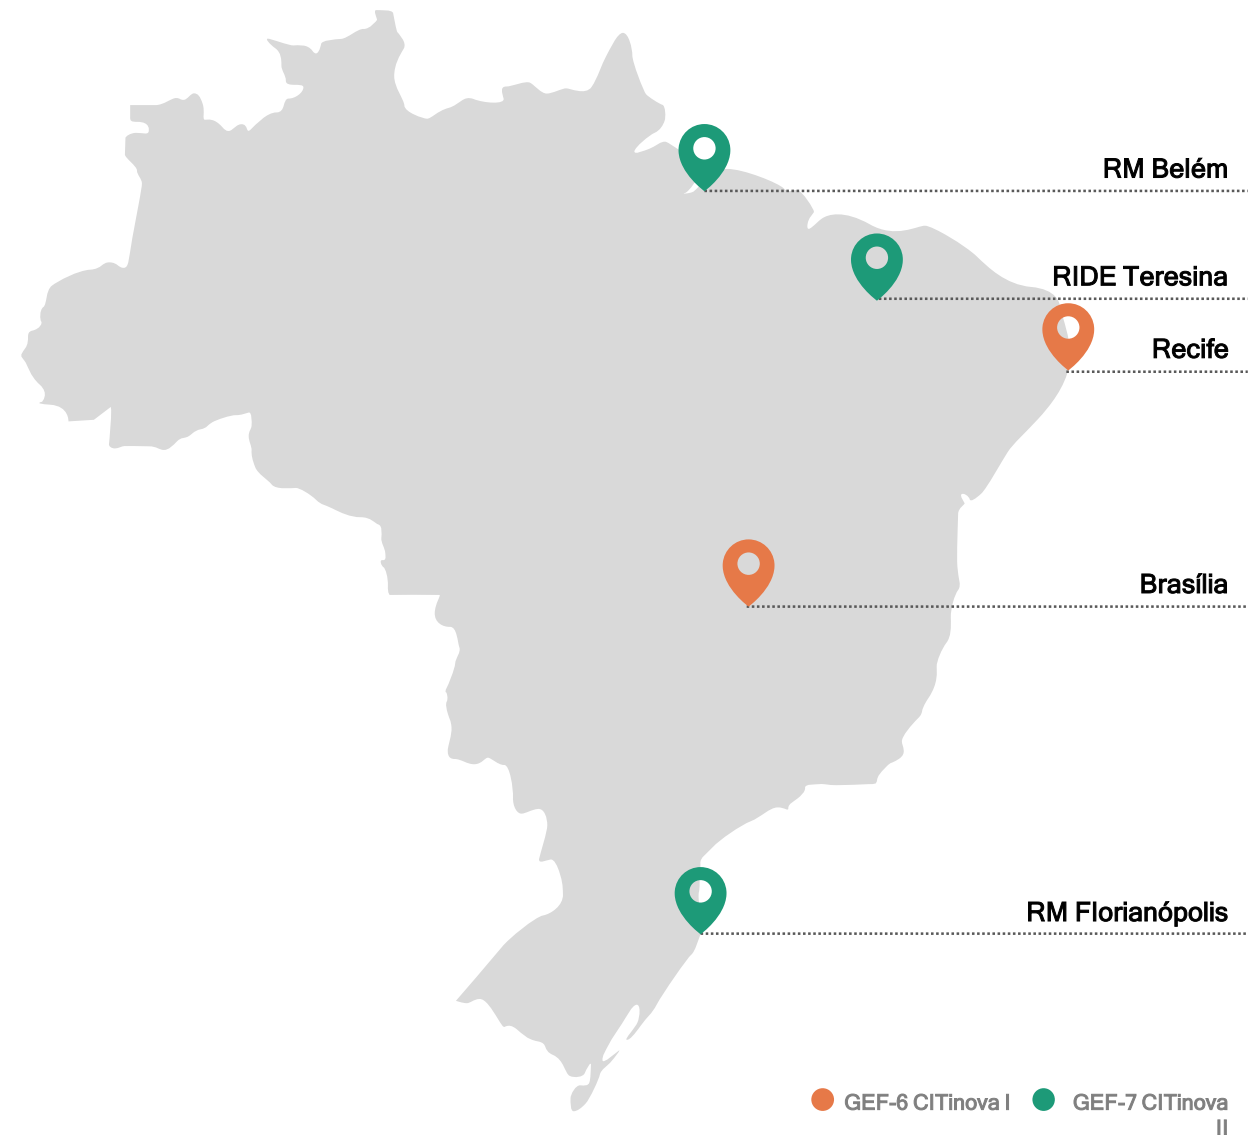 RM Belém
RIDE Teresina
Recife
Brasília
RM Florianópolis
GEF-6 CITinova I
GEF-7 CITinova
II